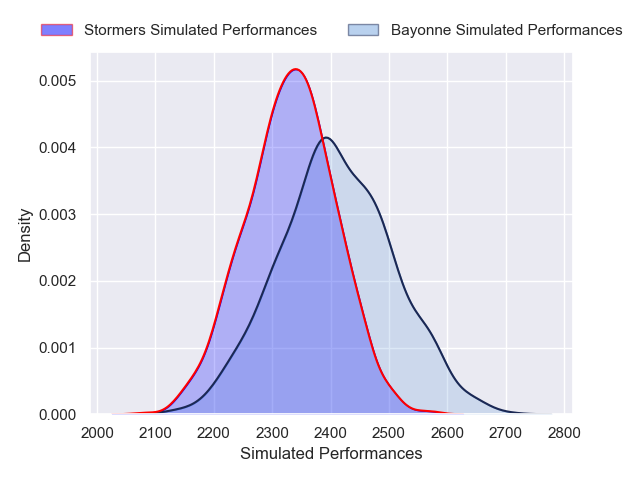 Stormers Simulated Performances
Bayonne Simulated Performances
0.005
0.004
0.003
0.002
0.001
0.000
Density
2000 2100 2200 2300 2400 2500 2600 2700 2800
Simulated Performances